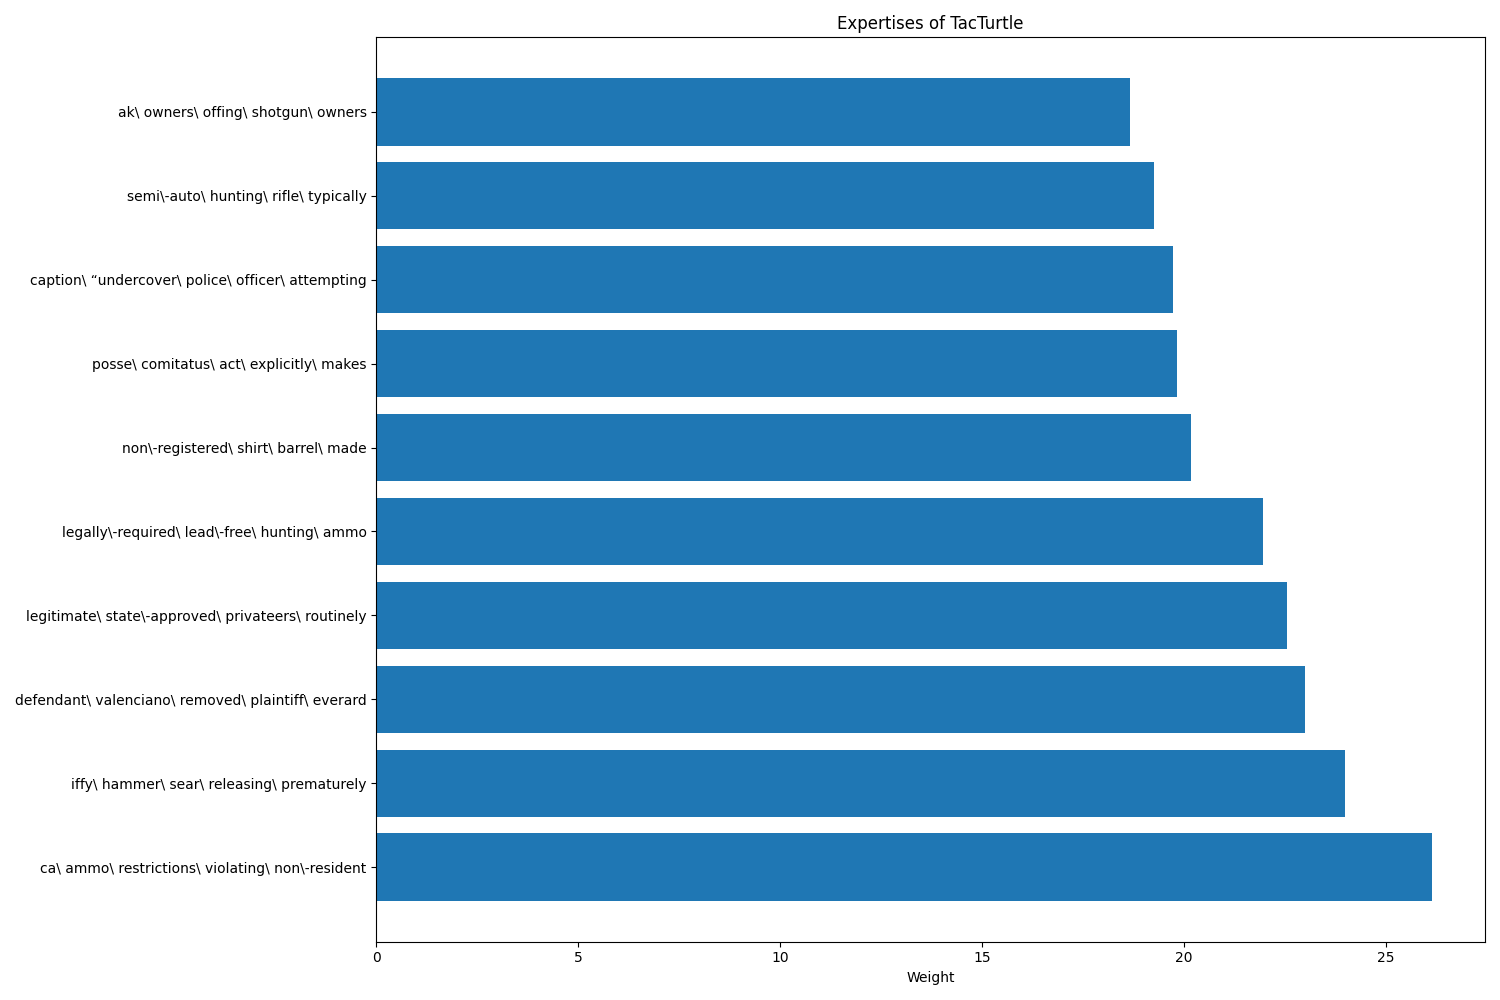 Expertises of TacTurtle
ak\ owners\ offing\ shotgun\ owners
semi\-auto\ hunting\ rifle\ typically
caption\ “undercover\ police\ officer\ attempting
posse\ comitatus\ act\ explicitly\ makes
non\-registered\ shirt\ barrel\ made
legally\-required\ lead\-free\ hunting\ ammo
legitimate\ state\-approved\ privateers\ routinely
defendant\ valenciano\ removed\ plaintiff\ everard
iffy\ hammer\ sear\ releasing\ prematurely
ca\ ammo\ restrictions\ violating\ non\-resident
0 5 10 15 20 25
Weight